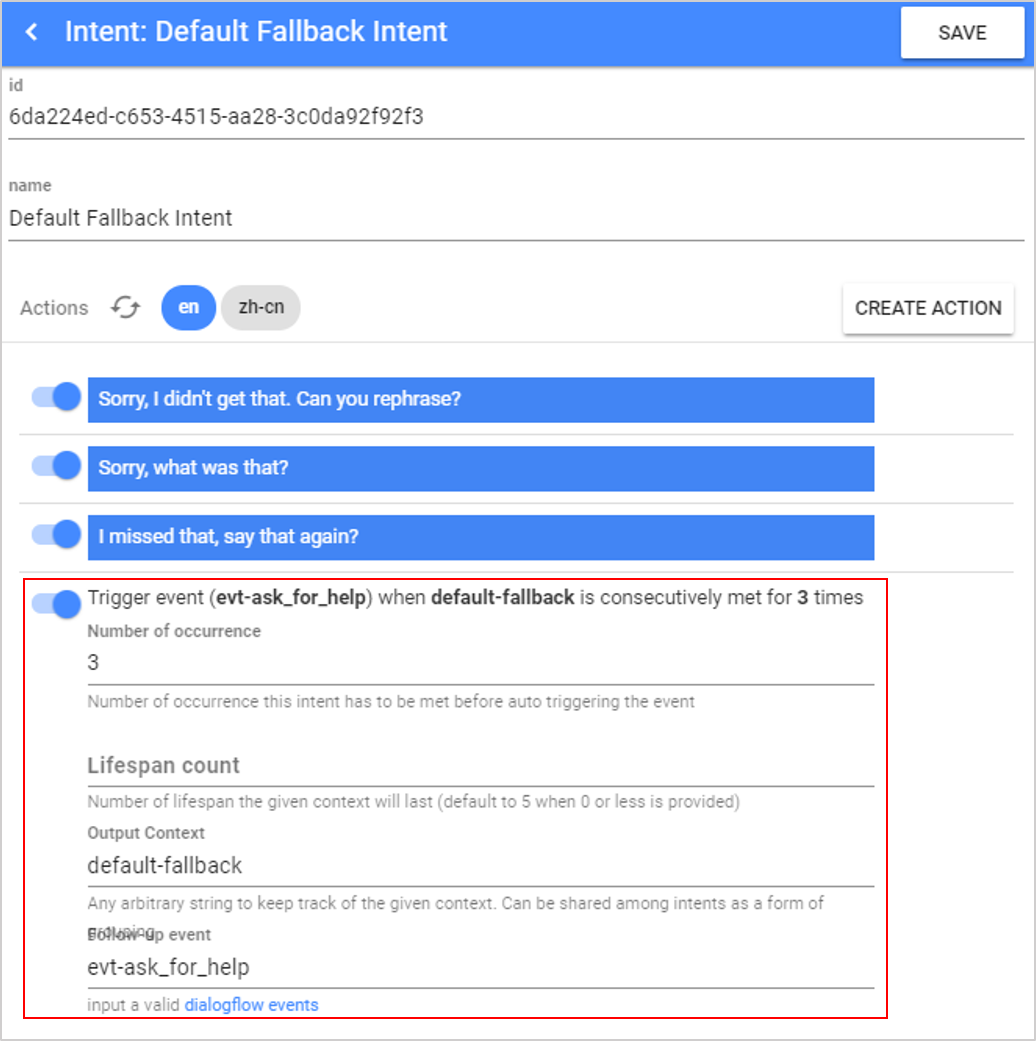 Intent: Default Fallback Intent
SAVE
id
6da224ed-c653-4515-aa28-3c0da92f92f3
name
Default Fallback Intent
Actions en zh-cn CREATE ACTION
Sorry, I didn't get that. Can you rephrase?
Sorry, what was that?
I missed that, say that again?
Trigger event (evt-ask_for_help) when default-fallback is consecutively met for 3 times
Number of occurrence
3
Number of occurrence this intent has to be met before auto triggering the event
Lifespan count
Number of lifespan the given context will last (default to 5 when 0 or less is provided)
Output Context
default-fallback
Any arbitrary string to keep track of the given context. Can be shared among intents as a form of
grouping
Follow-up event
evt-ask_for_help
input a valid dialogflow events